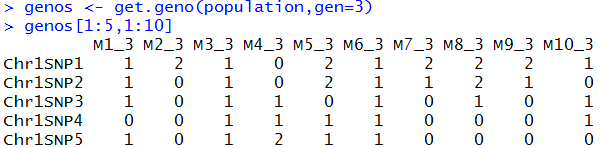 > genos <- get.geno(population,gen=3)
> genos[1:5,1:10]
M1_3 M2_3 M3_3 M4_3 M5_3 M6_3 M7_3 M8_3 M9_3 M10_3
Chr1SNP1 1 2 1 0 2 1 2 2 2 1
Chr1SNP2 1 0 1 0 2 1 1 2 1 0
Chr1SNP3 1 0 1 1 0 1 0 1 0 1
Chr1SNP4 0 0 1 1 1 1 0 0 0 1
Chr1SNP5 1 0 1 2 1 1 0 0 0 0